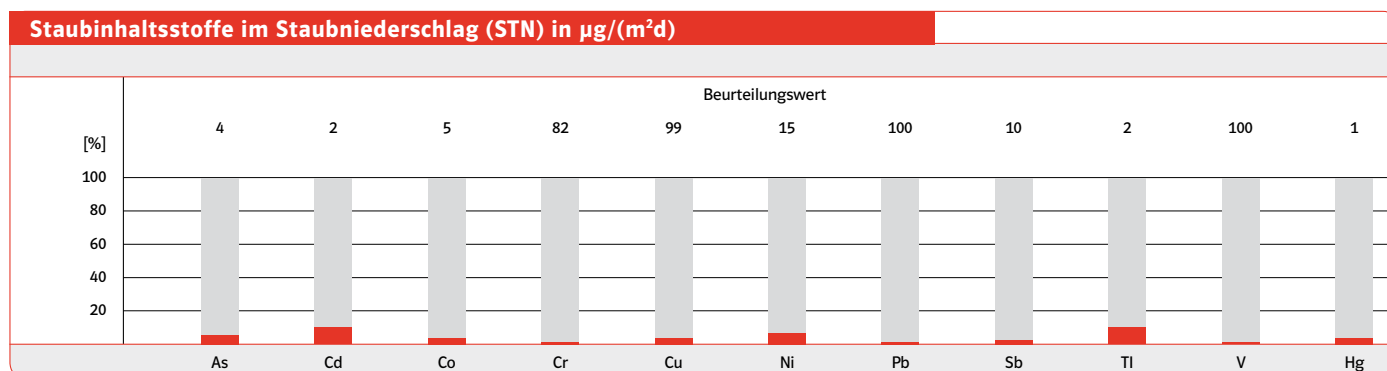 Staubinhaltsstoffe im Staubniederschlag (STN) in µg/(m²d)
Beurteilungswert
4 2 5 82 99 15 100 10 2 100 1
[%]
100
80
60
40
20
As Cd Co Cr Cu Ni Pb Sb Tl V Hg